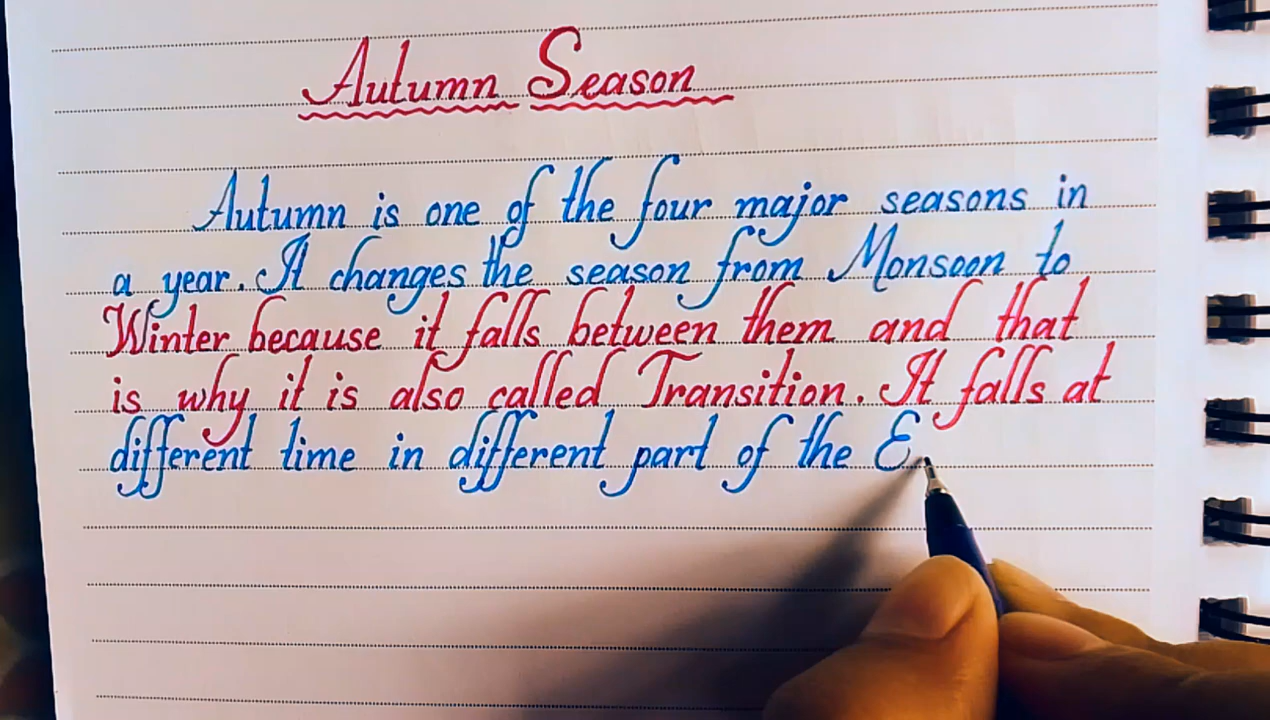 Autumn Season
Autumn is one of the four major seasons in
a year. It changes the season from Monsoon to
Winter because it falls between them and that
is why it is also called Transition. It falls at
different time in different part of the E